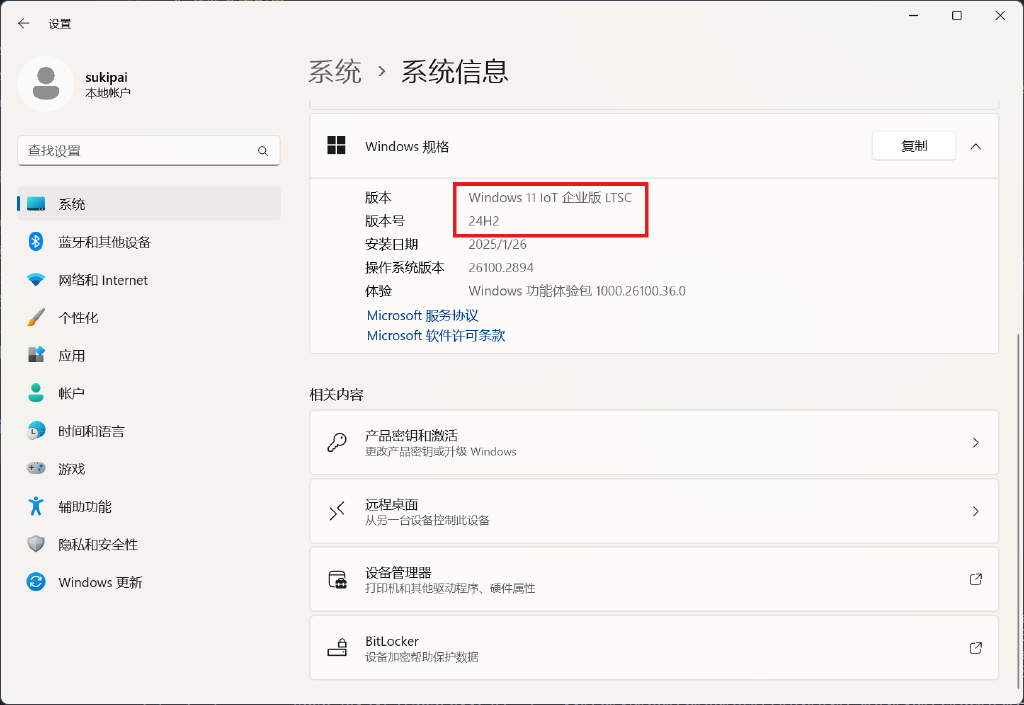 设置
sukipai
本地帐户
查找设置
系统
蓝牙和其他设备
网络和 Internet
个性化
应用
帐户
时间和语言
游戏
辅助功能
隐私和安全性
Windows 更新
系统 › 系统信息
Windows 规格
复制
版本 Windows 11 IoT 企业版 LTSC
版本号 24H2
安装日期 2025/1/26
操作系统版本 26100.2894
体验 Windows 功能体验包 1000.26100.36.0
Microsoft 服务协议
Microsoft 软件许可条款
相关内容
产品密钥和激活
更改产品密钥或升级 Windows
远程桌面
从另一台设备控制此设备
设备管理器
打印机和其他驱动程序、硬件属性
BitLocker
设备加密帮助保护数据